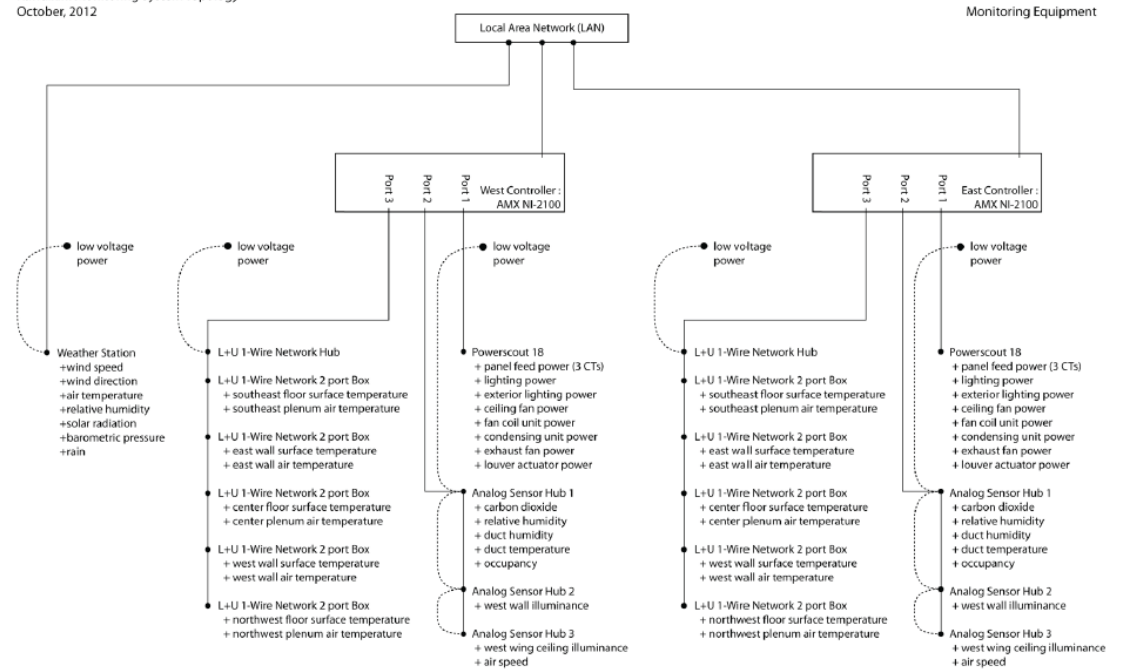 October, 2012
Monitoring Equipment
Local Area Network (LAN)
Port 3
Port 2
Port 1
West Controller :
AMX NI-2100
Port 3
Port 2
Port 1
East Controller :
AMX NI-2100
low voltage
power
low voltage
power
low voltage
power
low voltage
power
low voltage
power
Weather Station
+wind speed
+wind direction
+air temperature
+relative humidity
+solar radiation
+barometric pressure
+rain
L+U 1-Wire Network Hub
L+U 1-Wire Network 2 port Box
+ southeast floor surface temperature
+ southeast plenum air temperature
L+U 1-Wire Network 2 port Box
+ east wall surface temperature
+ east wall air temperature
L+U 1-Wire Network 2 port Box
+ center floor surface temperature
+ center plenum air temperature
L+U 1-Wire Network 2 port Box
+ west wall surface temperature
+ west wall air temperature
L+U 1-Wire Network 2 port Box
+ northwest floor surface temperature
+ northwest plenum air temperature
Powerscout 18
+ panel feed power (3 CTs)
+ lighting power
+ exterior lighting power
+ ceiling fan power
+ fan coil unit power
+ condensing unit power
+ exhaust fan power
+ louver actuator power
Analog Sensor Hub 1
+ carbon dioxide
+ relative humidity
+ duct humidity
+ duct temperature
+ occupancy
Analog Sensor Hub 2
+ west wall illuminance
Analog Sensor Hub 3
+ west wing ceiling illuminance
+ air speed
L+U 1-Wire Network Hub
L+U 1-Wire Network 2 port Box
+ southeast floor surface temperature
+ southeast plenum air temperature
L+U 1-Wire Network 2 port Box
+ east wall surface temperature
+ east wall air temperature
L+U 1-Wire Network 2 port Box
+ center floor surface temperature
+ center plenum air temperature
L+U 1-Wire Network 2 port Box
+ west wall surface temperature
+ west wall air temperature
L+U 1-Wire Network 2 port Box
+ northwest floor surface temperature
+ northwest plenum air temperature
Powerscout 18
+ panel feed power (3 CTs)
+ lighting power
+ exterior lighting power
+ ceiling fan power
+ fan coil unit power
+ condensing unit power
+ exhaust fan power
+ louver actuator power
Analog Sensor Hub 1
+ carbon dioxide
+ relative humidity
+ duct humidity
+ duct temperature
+ occupancy
Analog Sensor Hub 2
+ west wall illuminance
Analog Sensor Hub 3
+ west wing ceiling illuminance
+ air speed